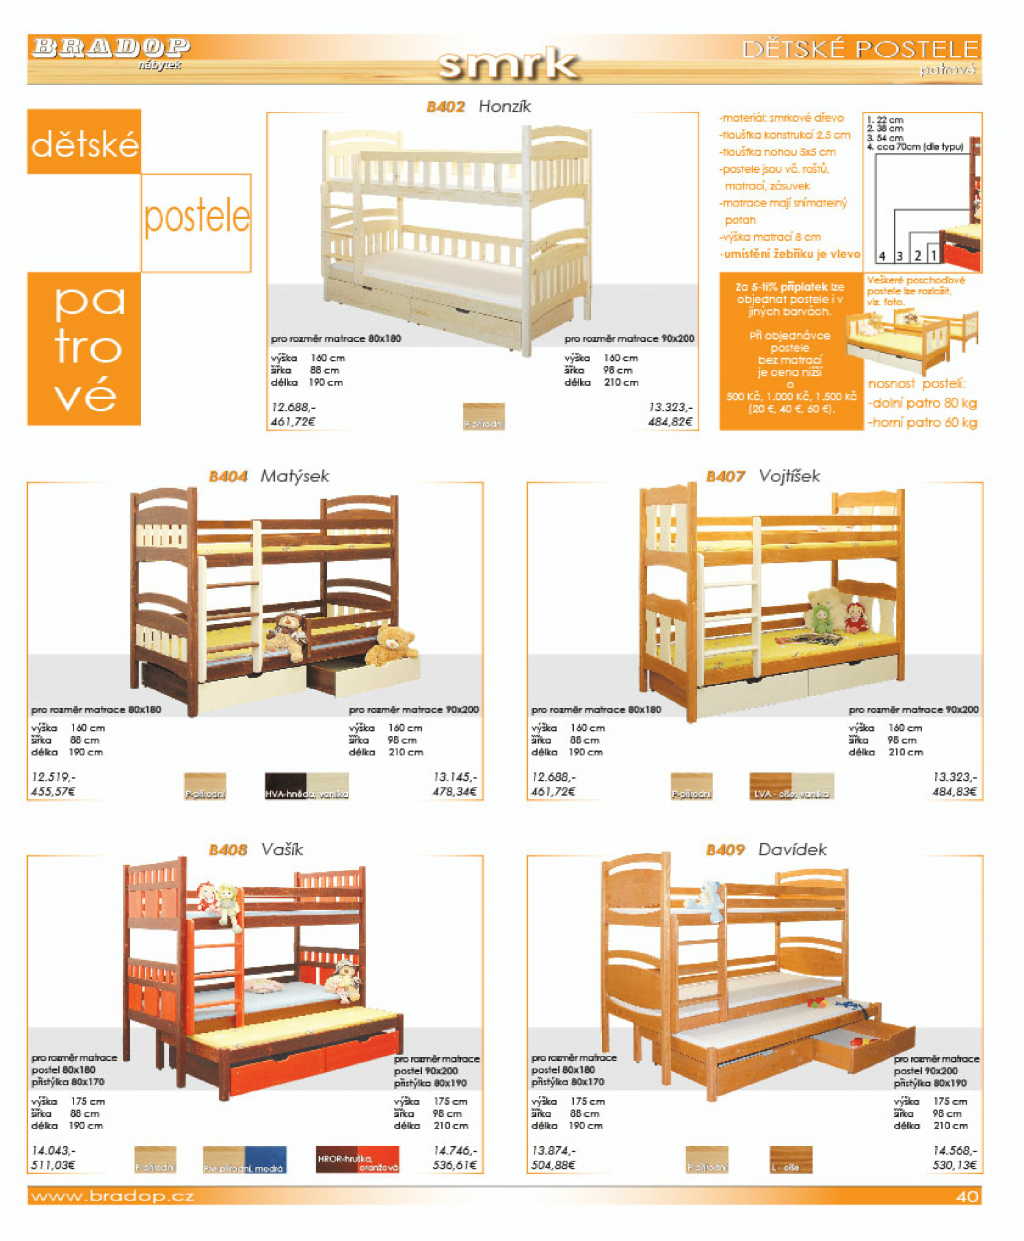 BRADOP
nábytek
smrk
DĚTSKÉ POSTELE
patrové
dětské
postele
pa
tro
vé
B402 Honzík
pro rozměr matrace 80x180
výška 160 cm
šířka 88 cm
délka 190 cm
12.688,-
461,72€
P-přírodní
pro rozměr matrace 90x200
výška 160 cm
šířka 98 cm
délka 210 cm
13.323,-
484,82€
-materiál: smrkové dřevo
-tloušťka konstrukcí 2.5 cm
-tloušťka nohou 5x5 cm
-postele jsou vč. roštů,
matrací, zásuvek
-matrace mají snímatelný
potah
-výška matrací 8 cm
-umístění žebříku je vlevo
1. 22 cm
2. 38 cm
3. 54 cm
4. cca 70cm (dle typu)
4 3 2 1
Za 5-ti% příplatek lze
objednat postele i v
jiných barvách.
Při objednávce
postele
bez matrací
je cena nižší
o
500 Kč, 1.000 Kč, 1.500 kč
(20 €, 40 €, 60 €).
Veškeré poschoďové
postele lze rozložit,
viz. foto.
nosnost postelí:
-dolní patro 80 kg
-horní patro 60 kg
B404 Matýsek
pro rozměr matrace 80x180
výška 160 cm
šířka 88 cm
délka 190 cm
12.519,-
455,57€
P-přírodní
HVA-hnědá, vanilka
pro rozměr matrace 90x200
výška 160 cm
šířka 98 cm
délka 210 cm
13.145,-
478,34€
B407 Vojtíšek
pro rozměr matrace 80x180
výška 160 cm
šířka 88 cm
délka 190 cm
12.688,-
461,72€
P-přírodní
LVA - olše, vanilka
pro rozměr matrace 90x200
výška 160 cm
šířka 98 cm
délka 210 cm
13.323,-
484,83€
B408 Vašík
pro rozměr matrace
postel 80x180
přistýlka 80x170
výška 175 cm
šířka 88 cm
délka 190 cm
14.043,-
511,03€
P-přírodní
PM-přírodní, modrá
HROR-hruška,
oranžová
pro rozměr matrace
postel 90x200
přistýlka 80x190
výška 175 cm
šířka 98 cm
délka 210 cm
14.746,-
536,61€
B409 Davídek
pro rozměr matrace
postel 80x180
přistýlka 80x170
výška 175 cm
šířka 88 cm
délka 190 cm
13.874,-
504,88€
P-přírodní
L - olše
pro rozměr matrace
postel 90x200
přistýlka 80x190
výška 175 cm
šířka 98 cm
délka 210 cm
14.568,-
530,13€
www.bradop.cz
40